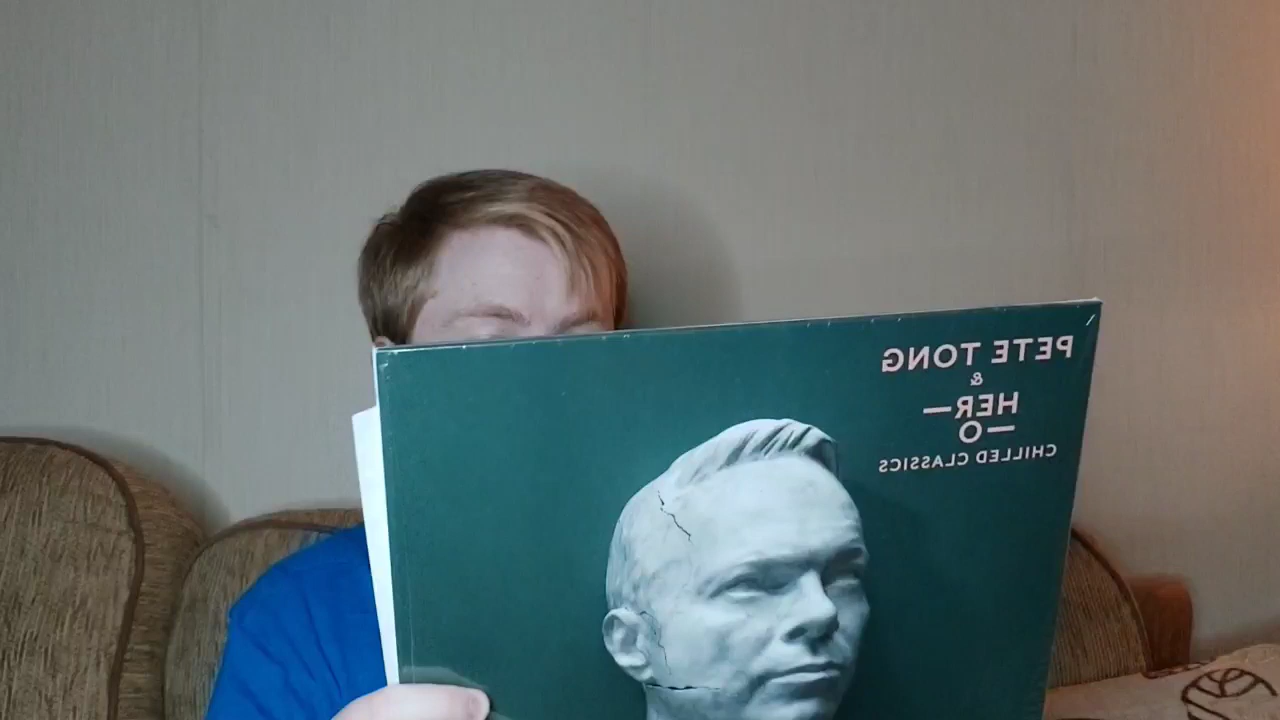 PETE TONG
&
HER–
–O
CHILLED CLASSICS